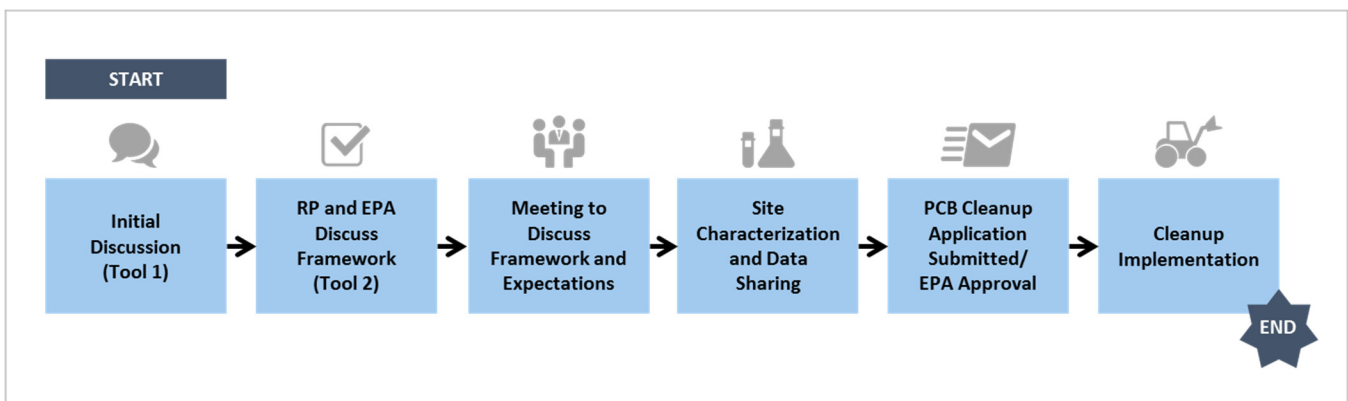 START
Initial
Discussion
(Tool 1)
RP and EPA
Discuss
Framework
(Tool 2)
Meeting to
Discuss
Framework and
Expectations
Site
Characterization
and Data
Sharing
PCB Cleanup
Application
Submitted/
EPA Approval
Cleanup
Implementation
END